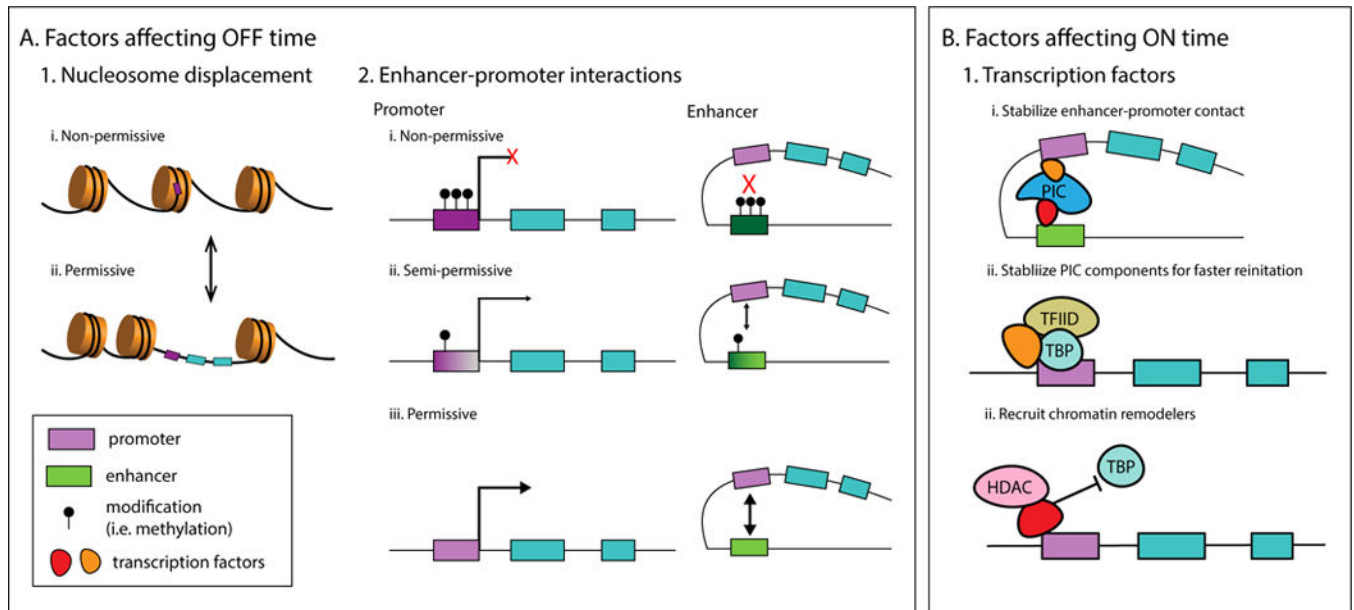 A. Factors affecting OFF time
1. Nucleosome displacement
i. Non-permissive
ii. Permissive
2. Enhancer-promoter interactions
Promoter
Enhancer
i. Non-permissive
X
X
ii. Semi-permissive
iii. Permissive
promoter
enhancer
modification
(i.e. methylation)
transcription factors
B. Factors affecting ON time
1. Transcription factors
i. Stabilize enhancer-promoter contact
PIC
ii. Stabliize PIC components for faster reinitation
TFIID
TBP
ii. Recruit chromatin remodelers
HDAC
TBP